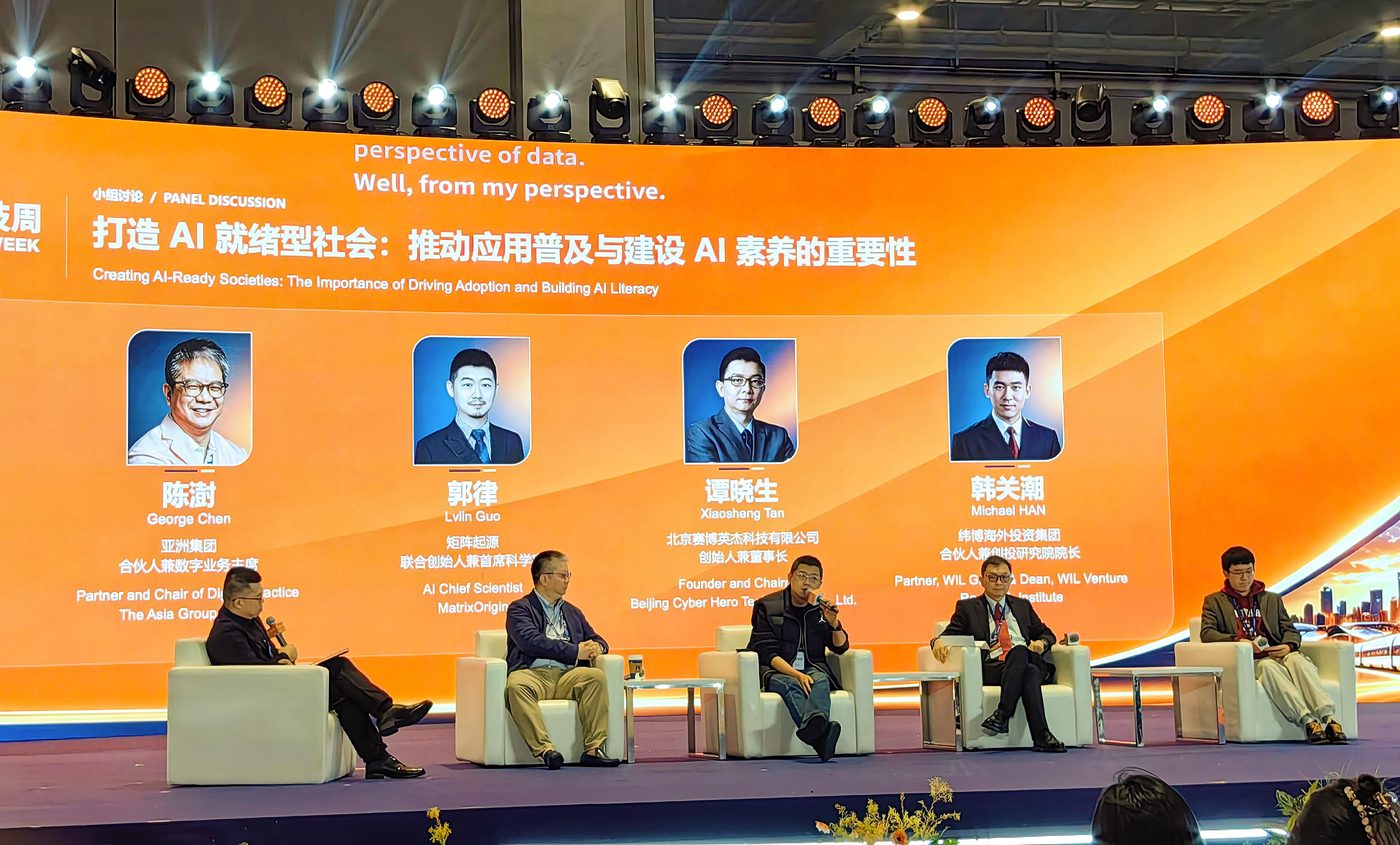 perspective of data.
Well, from my perspective.
技周
WEEK
小组讨论 / PANEL DISCUSSION
打造 AI 就绪型社会：推动应用普及与建设 AI 素养的重要性
Creating AI-Ready Societies: The Importance of Driving Adoption and Building AI Literacy
陈澍
George Chen
亚洲集团
合伙人兼数字业务主席
Partner and Chair of Digital Practice
The Asia Group
郭律
Lvlin Guo
矩阵起源
联合创始人兼首席科学
AI Chief Scientist
MatrixOrigin
谭晓生
Xiaosheng Tan
北京赛博英杰科技有限公司
创始人兼董事长
Founder and Chair
Beijing Cyber Hero Te Ltd.
韩关潮
Michael HAN
纬博海外投资集团
合伙人兼创投研究院院长
Partner, WIL G & Dean, WIL Venture
Institute